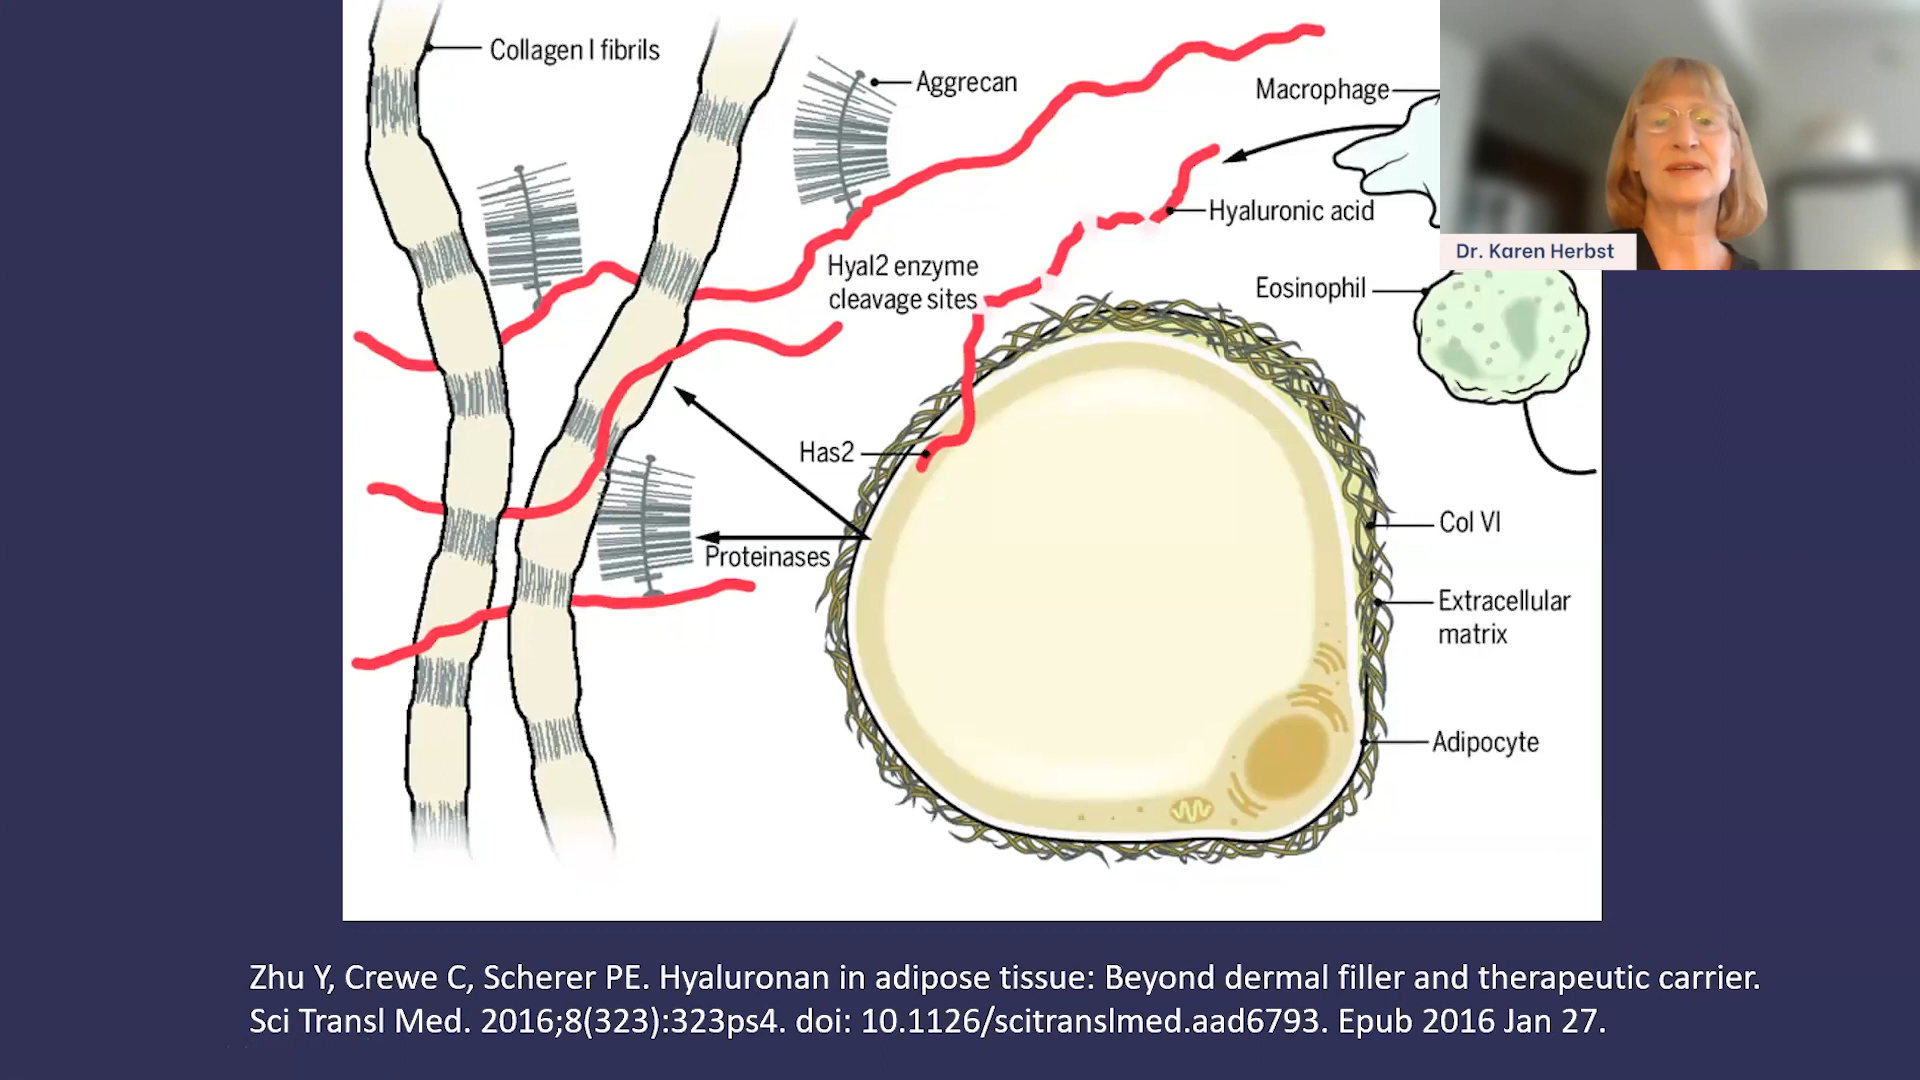 Collagen I fibrils
Aggrecan
Macrophage
Hyaluronic acid
Dr. Karen Herbst
Hyal2 enzyme
cleavage sites
Eosinophil
Has2
Col VI
Proteinases
Extracellular
matrix
Adipocyte
Zhu Y, Crewe C, Scherer PE. Hyaluronan in adipose tissue: Beyond dermal filler and therapeutic carrier.
Sci Transl Med. 2016;8(323):323ps4. doi: 10.1126/scitranslmed.aad6793. Epub 2016 Jan 27.